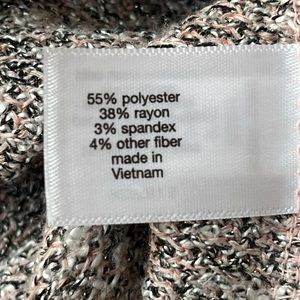 55% polyester
38% rayon
3% spandex
4% other fiber
made in
Vietnam